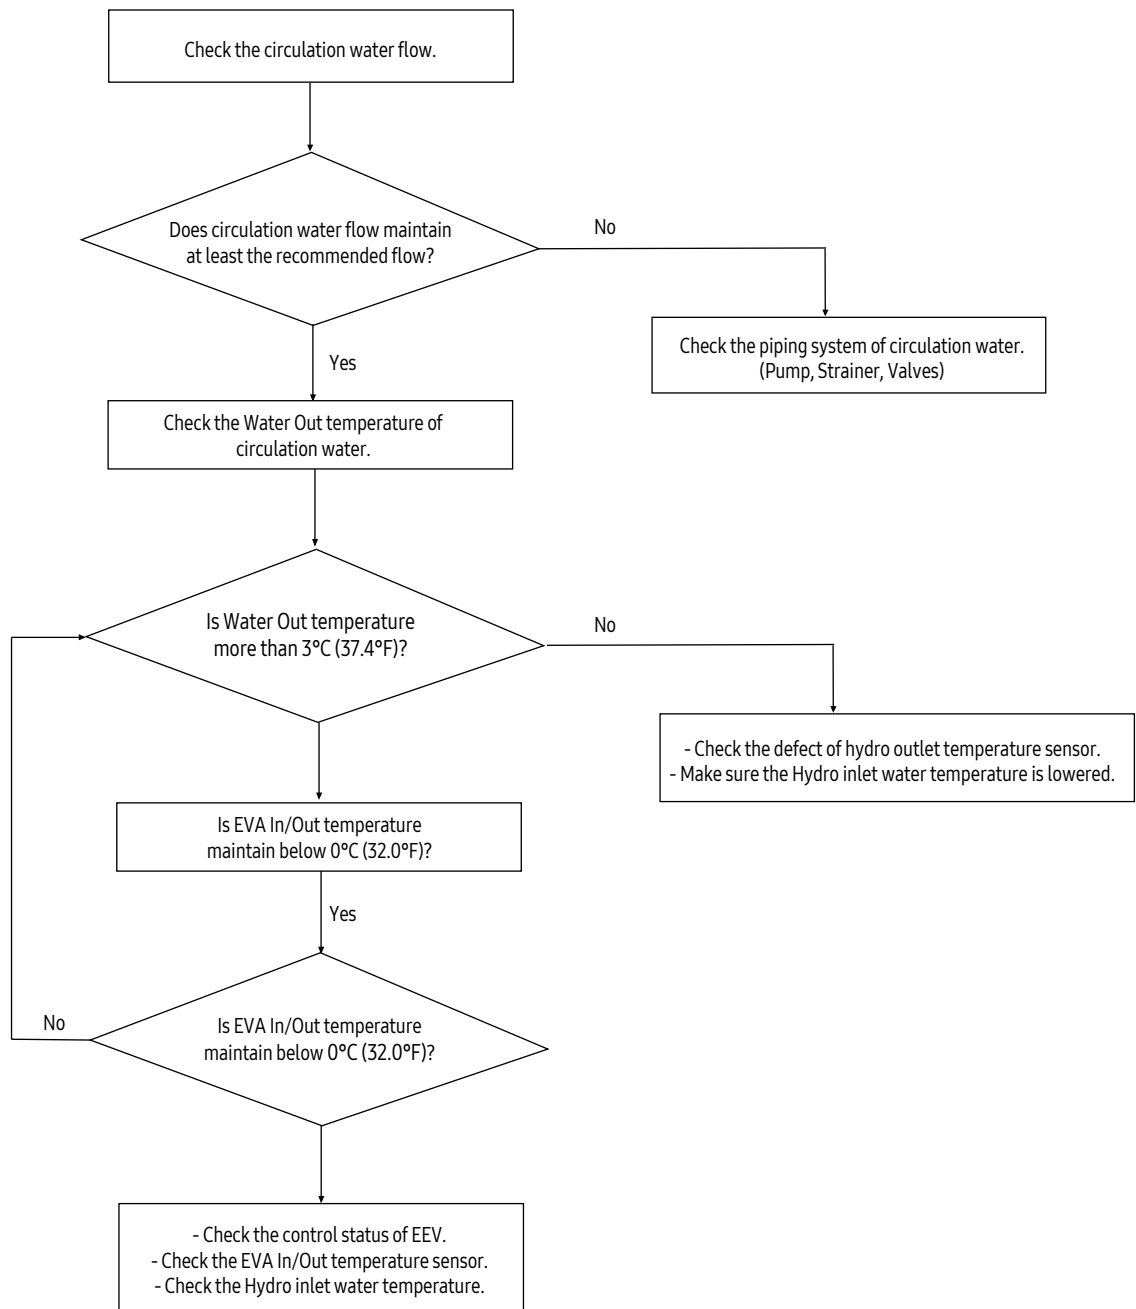 Check the circulation water flow.
Does circulation water flow maintain
at least the recommended flow?
No
Check the piping system of circulation water.
(Pump, Strainer, Valves)
Yes
Check the Water Out temperature of
circulation water.
Is Water Out temperature
more than 3°C (37.4°F)?
No
- Check the defect of hydro outlet temperature sensor.
- Make sure the Hydro inlet water temperature is lowered.
Is EVA In/Out temperature
maintain below 0°C (32.0°F)?
Yes
Is EVA In/Out temperature
maintain below 0°C (32.0°F)?
No
- Check the control status of EEV.
- Check the EVA In/Out temperature sensor.
- Check the Hydro inlet water temperature.